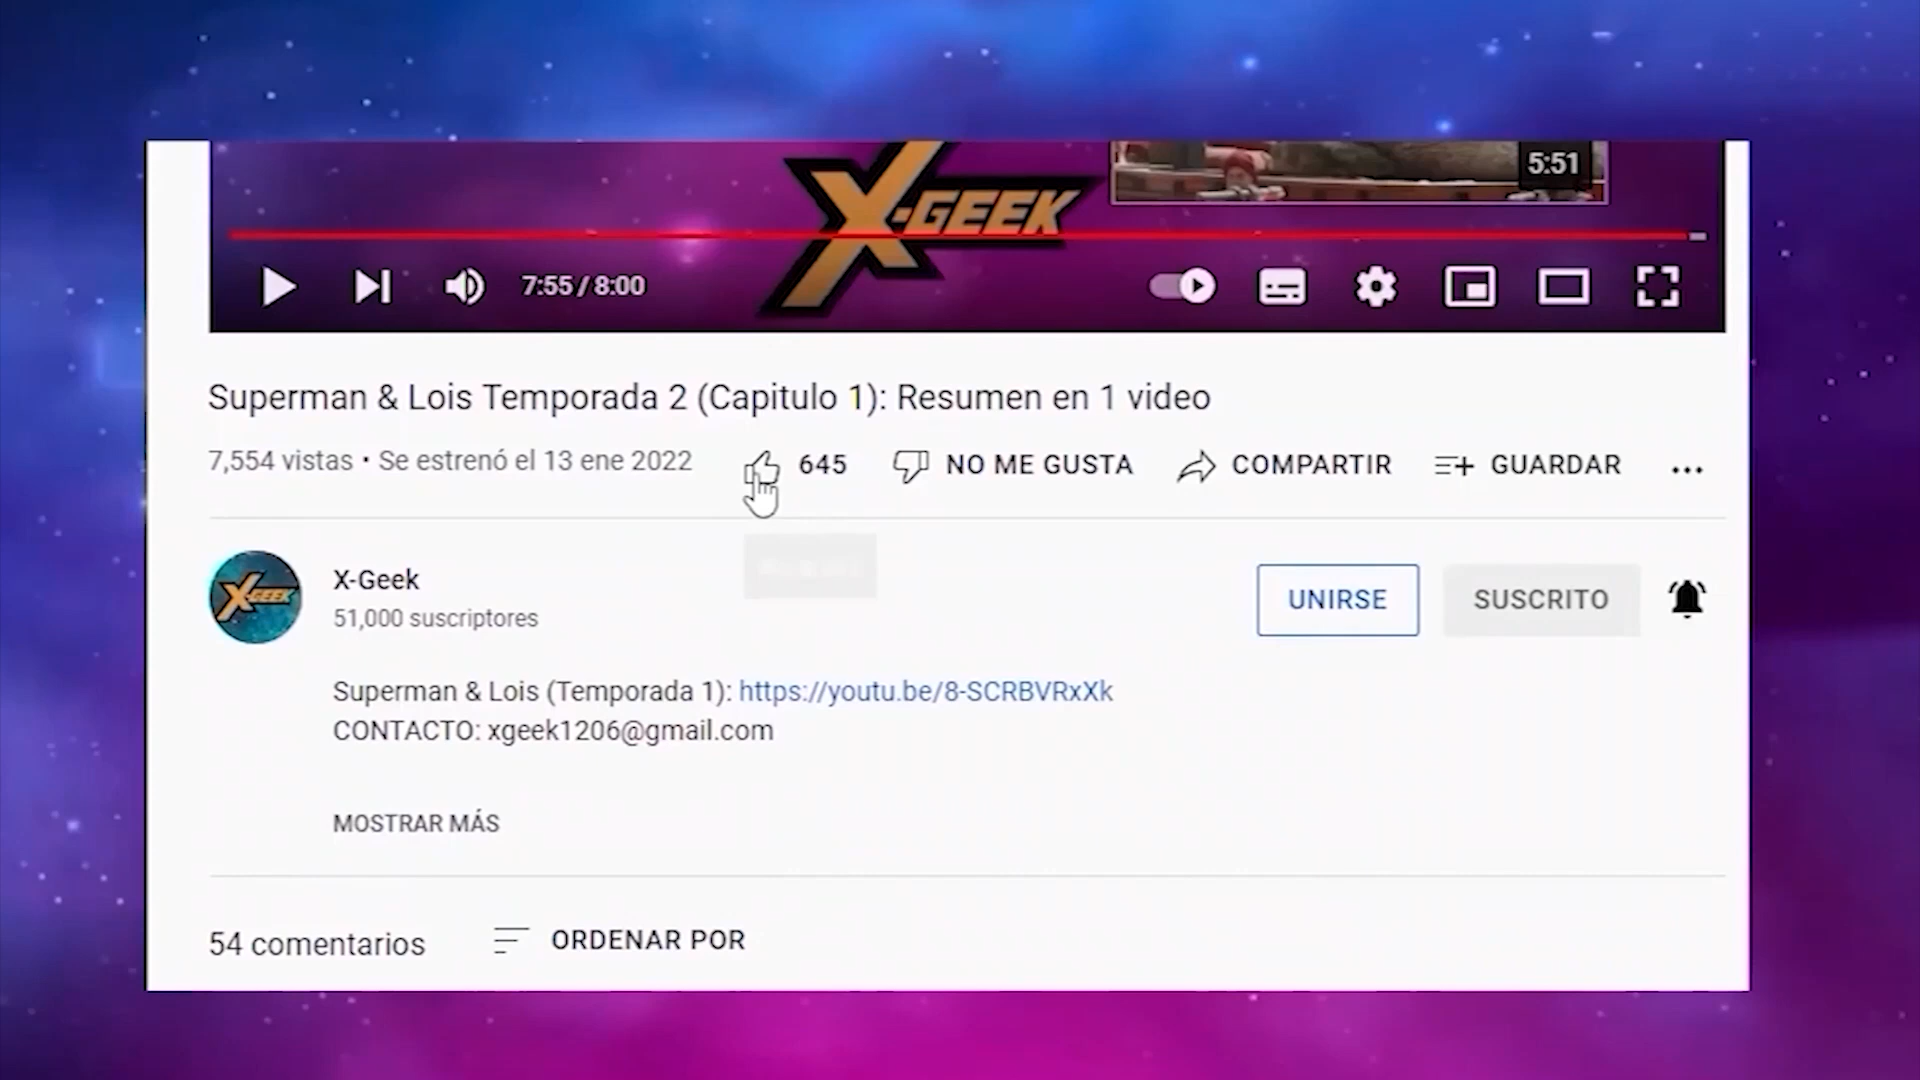 X-GEEK
5:51
7:55 / 8:00
Superman & Lois Temporada 2 (Capitulo 1): Resumen en 1 video
7,554 vistas • Se estrenó el 13 ene 2022
645
NO ME GUSTA
COMPARTIR
GUARDAR
X-GEEK
X-Geek
51,000 suscriptores
UNIRSE
SUSCRITO
Superman & Lois (Temporada 1): https://youtu.be/8-SCRBVRxXk
CONTACTO: xgeek1206@gmail.com
MOSTRAR MÁS
54 comentarios
ORDENAR POR